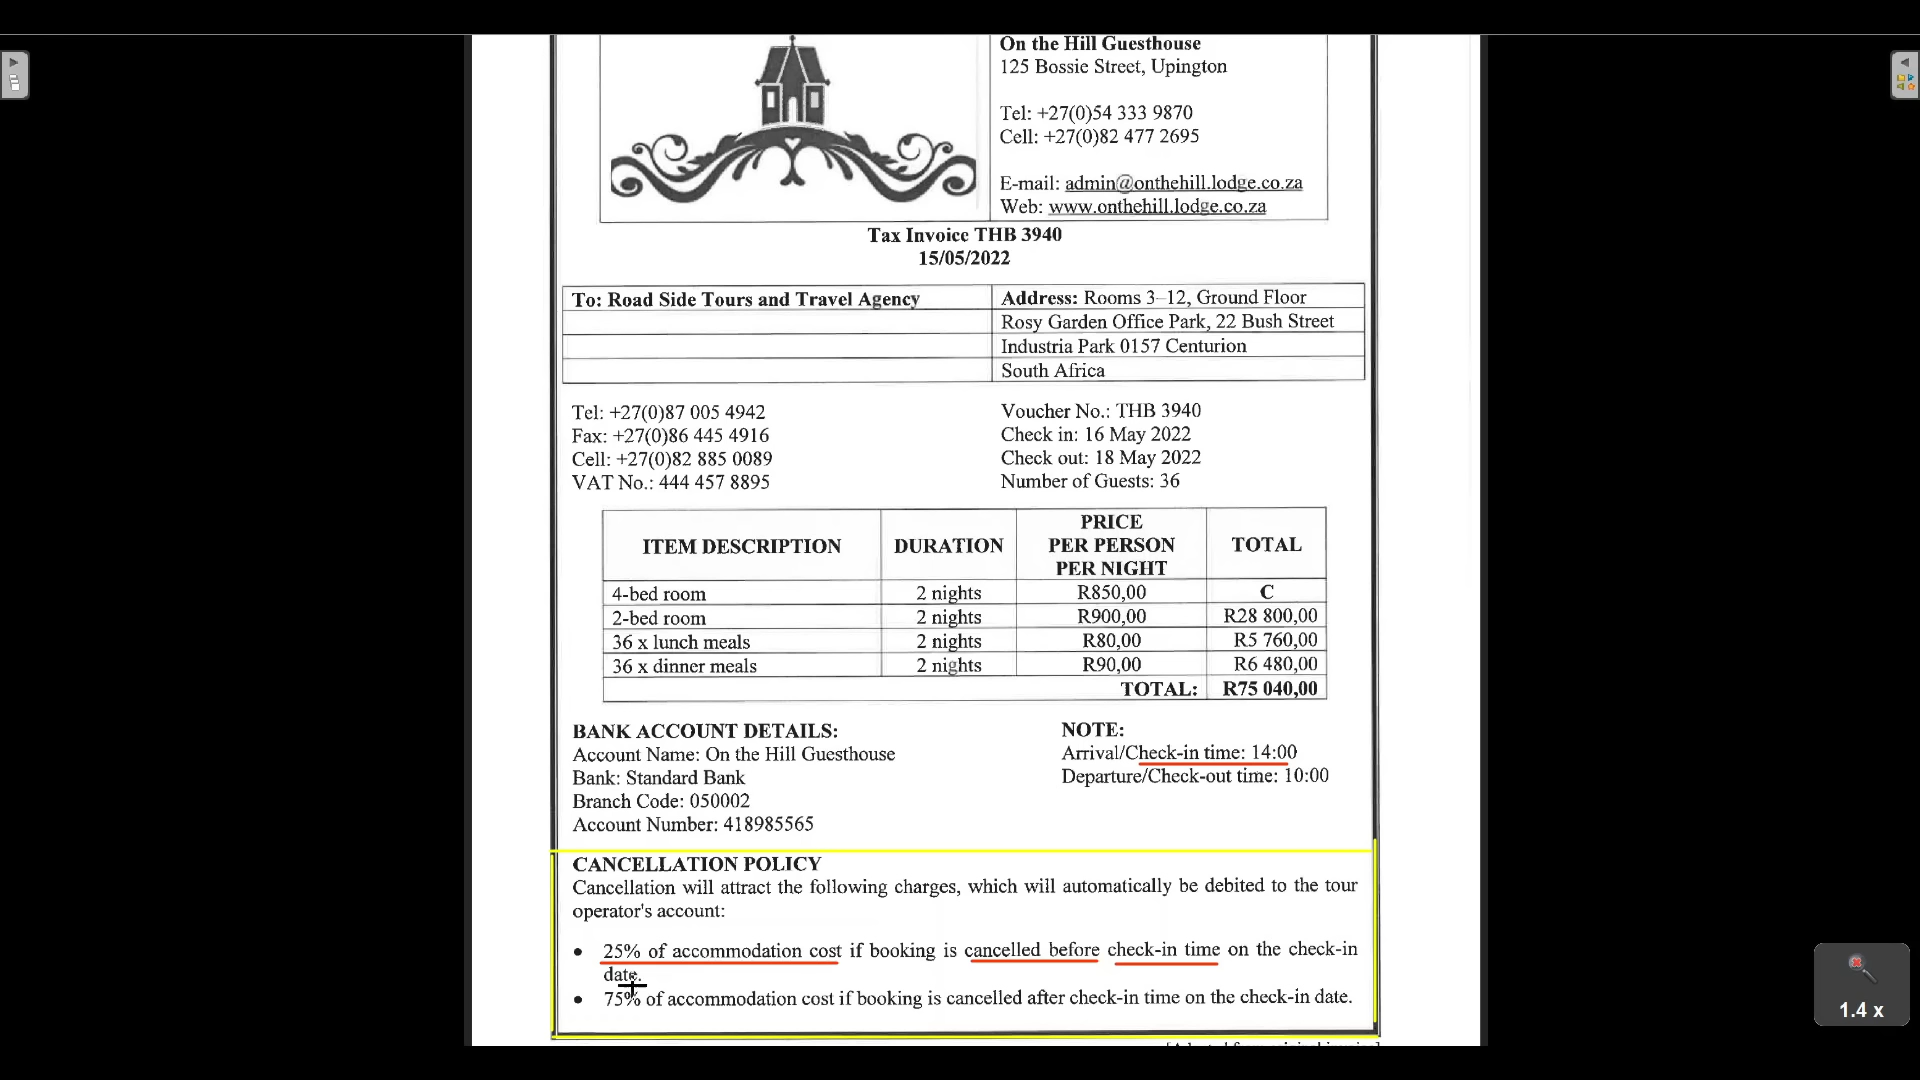 On the Hill Guesthouse
125 Bossie Street, Upington
Tel: +27(0)54 333 9870
Cell: +27(0)82 477 2695
E-mail: admin@onthehill.lodge.co.za
Web: www.onthehill.lodge.co.za
Tax Invoice THB 3940
15/05/2022
To: Road Side Tours and Travel Agency
Address: Rooms 3–12, Ground Floor
Rosy Garden Office Park, 22 Bush Street
Industria Park 0157 Centurion
South Africa
Tel: +27(0)87 005 4942
Fax: +27(0)86 445 4916
Cell: +27(0)82 885 0089
VAT No.: 444 457 8895
Voucher No.: THB 3940
Check in: 16 May 2022
Check out: 18 May 2022
Number of Guests: 36
ITEM DESCRIPTION DURATION PRICE PER PERSON PER NIGHT TOTAL
4-bed room 2 nights R850,00 C
2-bed room 2 nights R900,00 R28 800,00
36 x lunch meals 2 nights R80,00 R5 760,00
36 x dinner meals 2 nights R90,00 R6 480,00
TOTAL: R75 040,00
BANK ACCOUNT DETAILS:
Account Name: On the Hill Guesthouse
Bank: Standard Bank
Branch Code: 050002
Account Number: 418985565
NOTE:
Arrival/Check-in time: 14:00
Departure/Check-out time: 10:00
CANCELLATION POLICY
Cancellation will attract the following charges, which will automatically be debited to the tour
operator's account:
• 25% of accommodation cost if booking is cancelled before check-in time on the check-in
date.
• 75% of accommodation cost if booking is cancelled after check-in time on the check-in date.
1.4 x